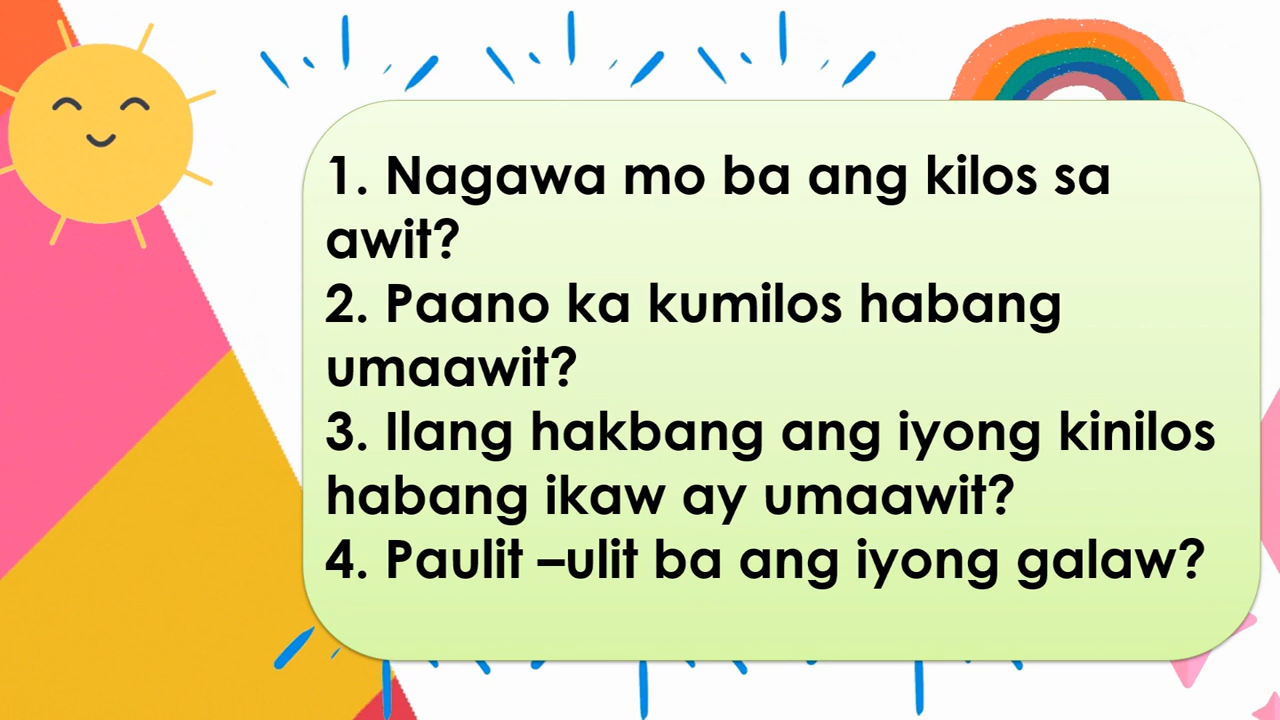 1. Nagawa mo ba ang kilos sa
awit?
2. Paano ka kumilos habang
umaawit?
3. Ilang hakbang ang iyong kinilos
habang ikaw ay umaawit?
4. Paulit –ulit ba ang iyong galaw?